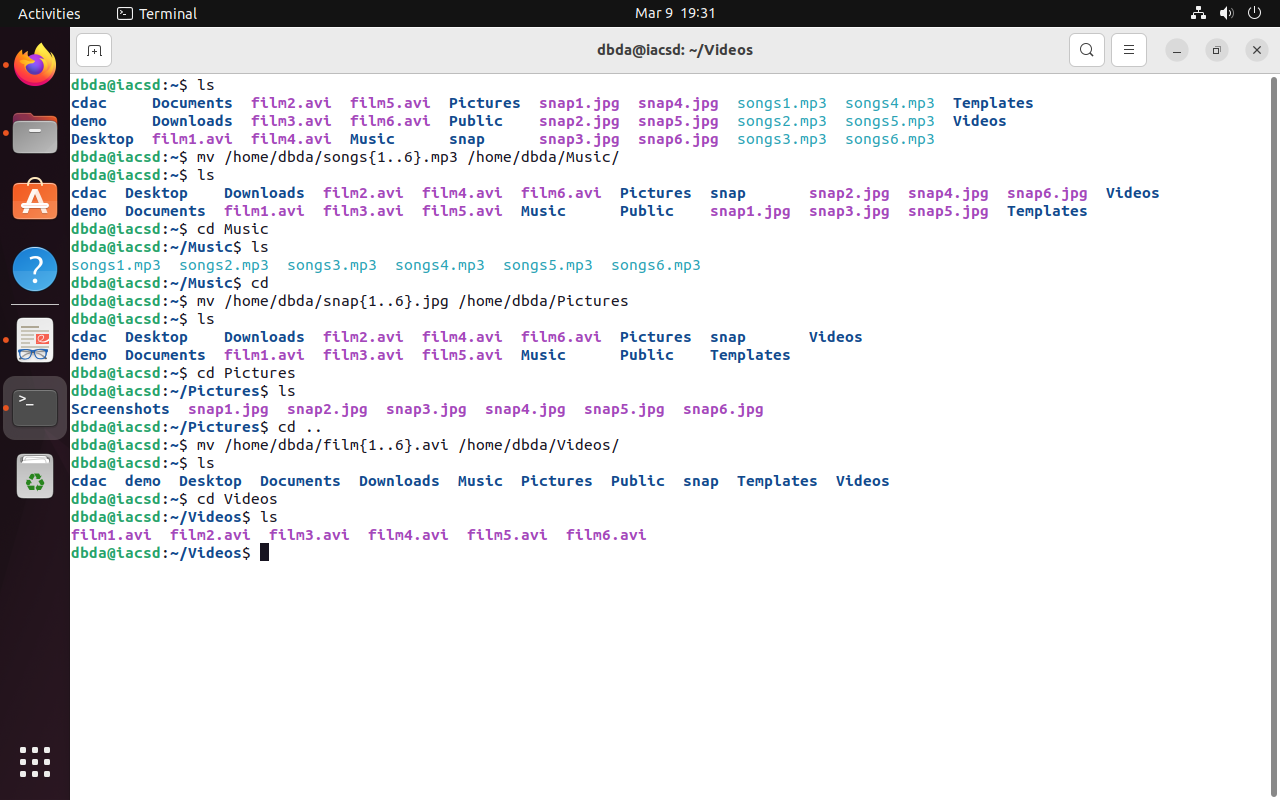 Activities Terminal Mar 9 19:31
dbda@iacsd: ~/Videos
dbda@iacsd:~$ ls
cdac Documents film2.avi film5.avi Pictures snap1.jpg snap4.jpg songs1.mp3 songs4.mp3 Templates
demo Downloads film3.avi film6.avi Public snap2.jpg snap5.jpg songs2.mp3 songs5.mp3 Videos
Desktop film1.avi film4.avi Music snap snap3.jpg snap6.jpg songs3.mp3 songs6.mp3
dbda@iacsd:~$ mv /home/dbda/songs{1..6}.mp3 /home/dbda/Music/
dbda@iacsd:~$ ls
cdac Desktop Downloads film2.avi film4.avi film6.avi Pictures snap snap2.jpg snap4.jpg snap6.jpg Videos
demo Documents film1.avi film3.avi film5.avi Music Public snap1.jpg snap3.jpg snap5.jpg Templates
dbda@iacsd:~$ cd Music
dbda@iacsd:~/Music$ ls
songs1.mp3 songs2.mp3 songs3.mp3 songs4.mp3 songs5.mp3 songs6.mp3
dbda@iacsd:~/Music$ cd
dbda@iacsd:~$ mv /home/dbda/snap{1..6}.jpg /home/dbda/Pictures
dbda@iacsd:~$ ls
cdac Desktop Downloads film2.avi film4.avi film6.avi Pictures snap Videos
demo Documents film1.avi film3.avi film5.avi Music Public Templates
dbda@iacsd:~$ cd Pictures
dbda@iacsd:~/Pictures$ ls
Screenshots snap1.jpg snap2.jpg snap3.jpg snap4.jpg snap5.jpg snap6.jpg
dbda@iacsd:~/Pictures$ cd ..
dbda@iacsd:~$ mv /home/dbda/film{1..6}.avi /home/dbda/Videos/
dbda@iacsd:~$ ls
cdac demo Desktop Documents Downloads Music Pictures Public snap Templates Videos
dbda@iacsd:~$ cd Videos
dbda@iacsd:~/Videos$ ls
film1.avi film2.avi film3.avi film4.avi film5.avi film6.avi
dbda@iacsd:~/Videos$